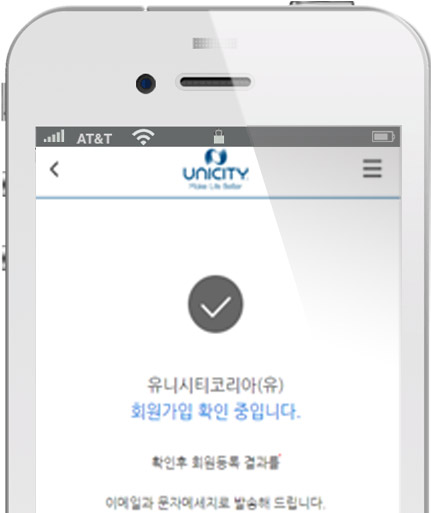 AT&T
UNICITY
Make Life Better
유니시티코리아(유)
회원가입 확인 중입니다.
확인후 회원등록 결과를
이메일과 문자메세지로 발송해 드립니다.